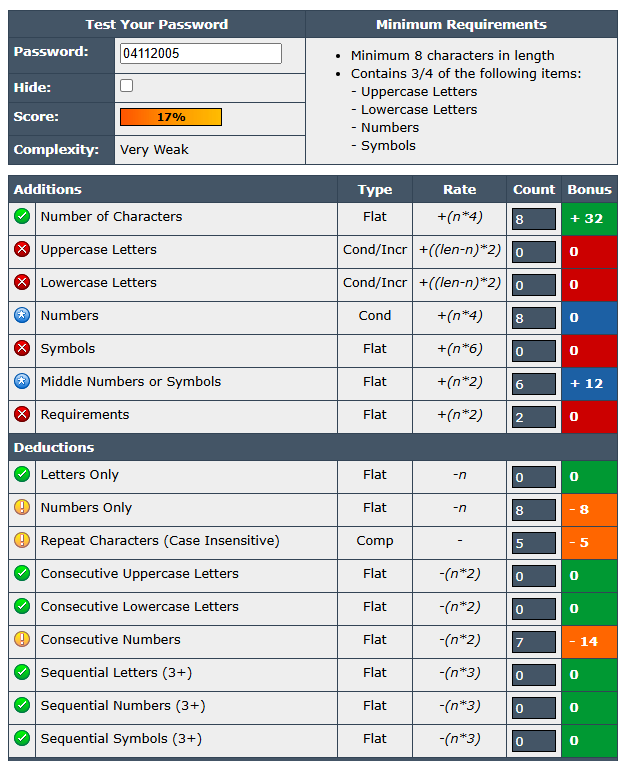 Test Your Password
Minimum Requirements
Password: 04112005
Hide:
Score: 17%
Complexity: Very Weak
• Minimum 8 characters in length
• Contains 3/4 of the following items:
- Uppercase Letters
- Lowercase Letters
- Numbers
- Symbols
Additions Type Rate Count Bonus
Number of Characters Flat +(n*4) 8 + 32
Uppercase Letters Cond/Incr +((len-n)*2) 0 0
Lowercase Letters Cond/Incr +((len-n)*2) 0 0
Numbers Cond +(n*4) 8 0
Symbols Flat +(n*6) 0 0
Middle Numbers or Symbols Flat +(n*2) 6 + 12
Requirements Flat +(n*2) 2 0
Deductions
Letters Only Flat -n 0 0
Numbers Only Flat -n 8 - 8
Repeat Characters (Case Insensitive) Comp - 5 - 5
Consecutive Uppercase Letters Flat -(n*2) 0 0
Consecutive Lowercase Letters Flat -(n*2) 0 0
Consecutive Numbers Flat -(n*2) 7 - 14
Sequential Letters (3+) Flat -(n*3) 0 0
Sequential Numbers (3+) Flat -(n*3) 0 0
Sequential Symbols (3+) Flat -(n*3) 0 0